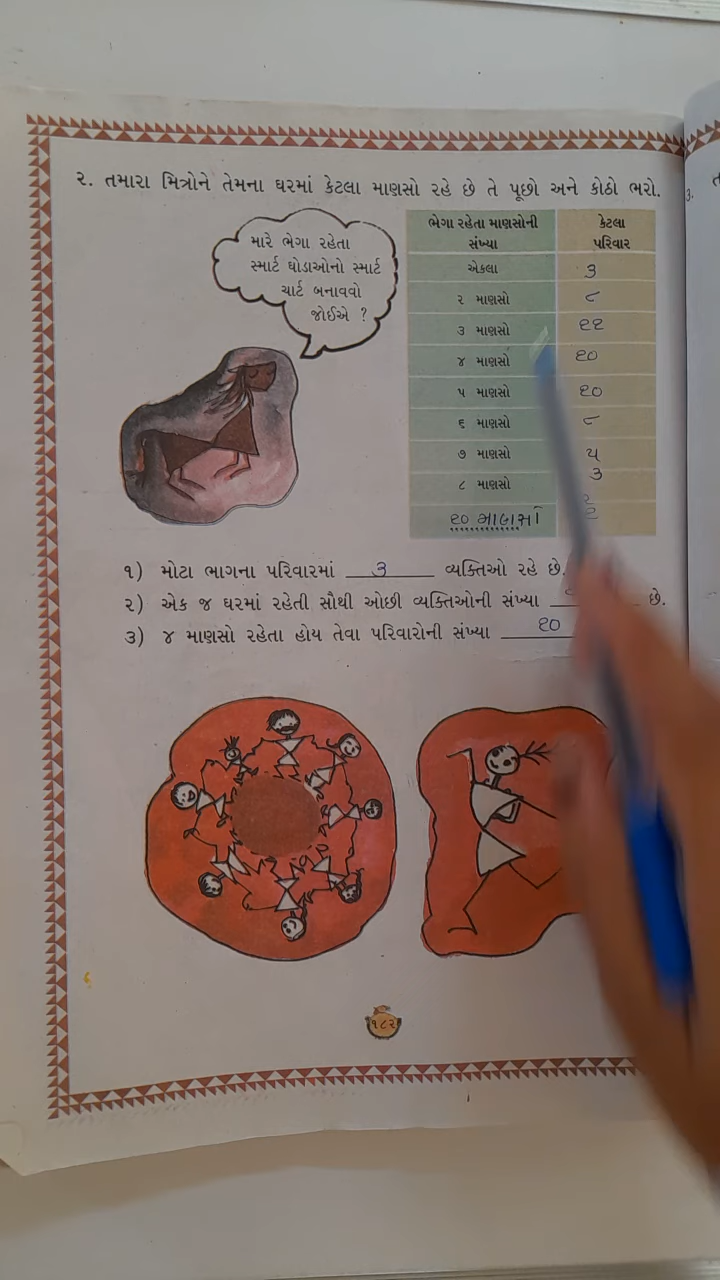 ૨. તમારા મિત્રોને તેમના ઘરમાં કેટલા માણસો રહે છે તે પૂછો અને કોઠો ભરો.
મારે ભેગા રહેતા
સ્માર્ટ ઘોડાઓનો સ્માર્ટ
ચાર્ટ બનાવવો
જોઈએ ?
ભેગા રહેતા માણસોની સંખ્યા કેટલા પરિવાર
એકલા ૩
૨ માણસો ૮
૩ માણસો ૧૨
૪ માણસો ૧૦
૫ માણસો ૧૦
૬ માણસો ૮
૭ માણસો ૫
૮ માણસો ૩
૧૦ માણસો
૧) મોટા ભાગના પરિવારમાં ૩ વ્યક્તિઓ રહે છે.
૨) એક જ ઘરમાં રહેતી સૌથી ઓછી વ્યક્તિઓની સંખ્યા છે.
૩) ૪ માણસો રહેતા હોય તેવા પરિવારોની સંખ્યા ૧૦
૧૮૨